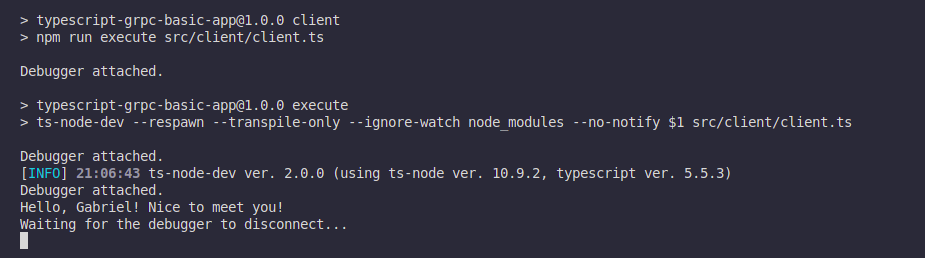 > typescript-grpc-basic-app@1.0.0 client
> npm run execute src/client/client.ts
Debugger attached.
> typescript-grpc-basic-app@1.0.0 execute
> ts-node-dev --respawn --transpile-only --ignore-watch node_modules --no-notify $1 src/client/client.ts
Debugger attached.
[INFO] 21:06:43 ts-node-dev ver. 2.0.0 (using ts-node ver. 10.9.2, typescript ver. 5.5.3)
Debugger attached.
Hello, Gabriel! Nice to meet you!
Waiting for the debugger to disconnect...